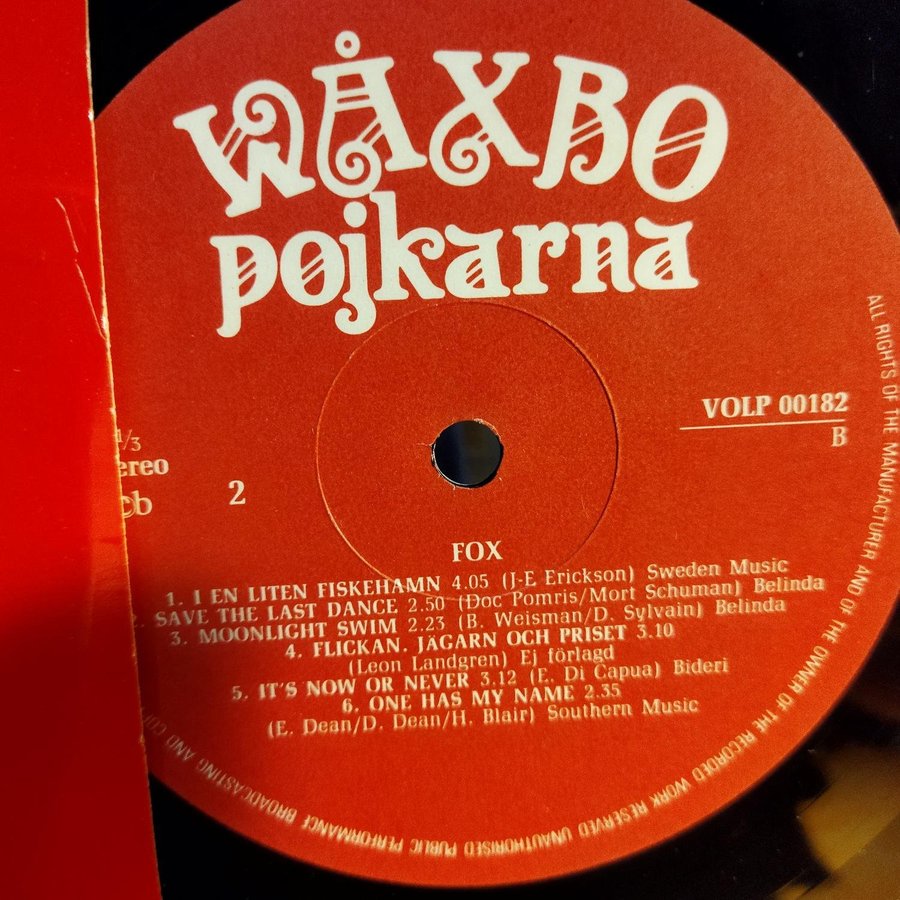 WÅXBO
pojkarna
VOLP 00182
B
1/3
ereo
cb
2
FOX
1. I EN LITEN FISKEHAMN 4.05 (J-E Erickson) Sweden Music
2. SAVE THE LAST DANCE 2.50 (Doc Pomris/Mort Schuman) Belinda
3. MOONLIGHT SWIM 2.23 (B. Weisman/D. Sylvain) Belinda
4. FLICKAN. JÄGARN OCH PRISET 3.10
(Leon Landgren) Ej förlagd
5. IT'S NOW OR NEVER 3.12 (E. Di Capua) Bideri
6. ONE HAS MY NAME 2.35
(E. Dean/D. Dean/H. Blair) Southern Music
ALL RIGHTS OF THE MANUFACTURER AND OF THE OWNER OF THE RECORDED WORK RESERVED UNAUTHORISED PUBLIC PERFORMANCE BROADCASTING AND